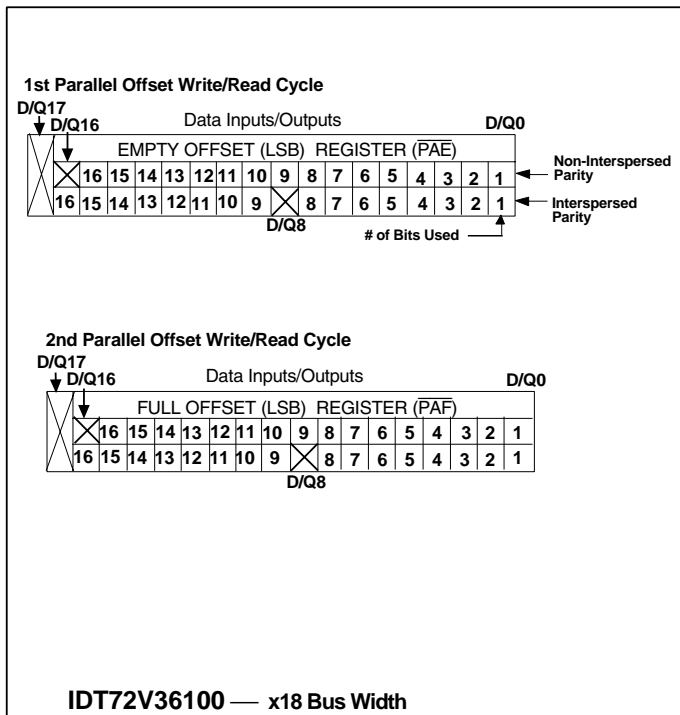 1st Parallel Offset Write/Read Cycle
D/Q17
D/Q16
Data Inputs/Outputs
D/Q0
EMPTY OFFSET (LSB) REGISTER (PAE)
16 15 14 13 12 11 10 9 8 7 6 5 4 3 2 1
Non-Interspersed
Parity
16 15 14 13 12 11 10 9 8 7 6 5 4 3 2 1
Interspersed
Parity
D/Q8
# of Bits Used
2nd Parallel Offset Write/Read Cycle
D/Q17
D/Q16
Data Inputs/Outputs
D/Q0
FULL OFFSET (LSB) REGISTER (PAF)
16 15 14 13 12 11 10 9 8 7 6 5 4 3 2 1
16 15 14 13 12 11 10 9 8 7 6 5 4 3 2 1
D/Q8
IDT72V36100 — x18 Bus Width